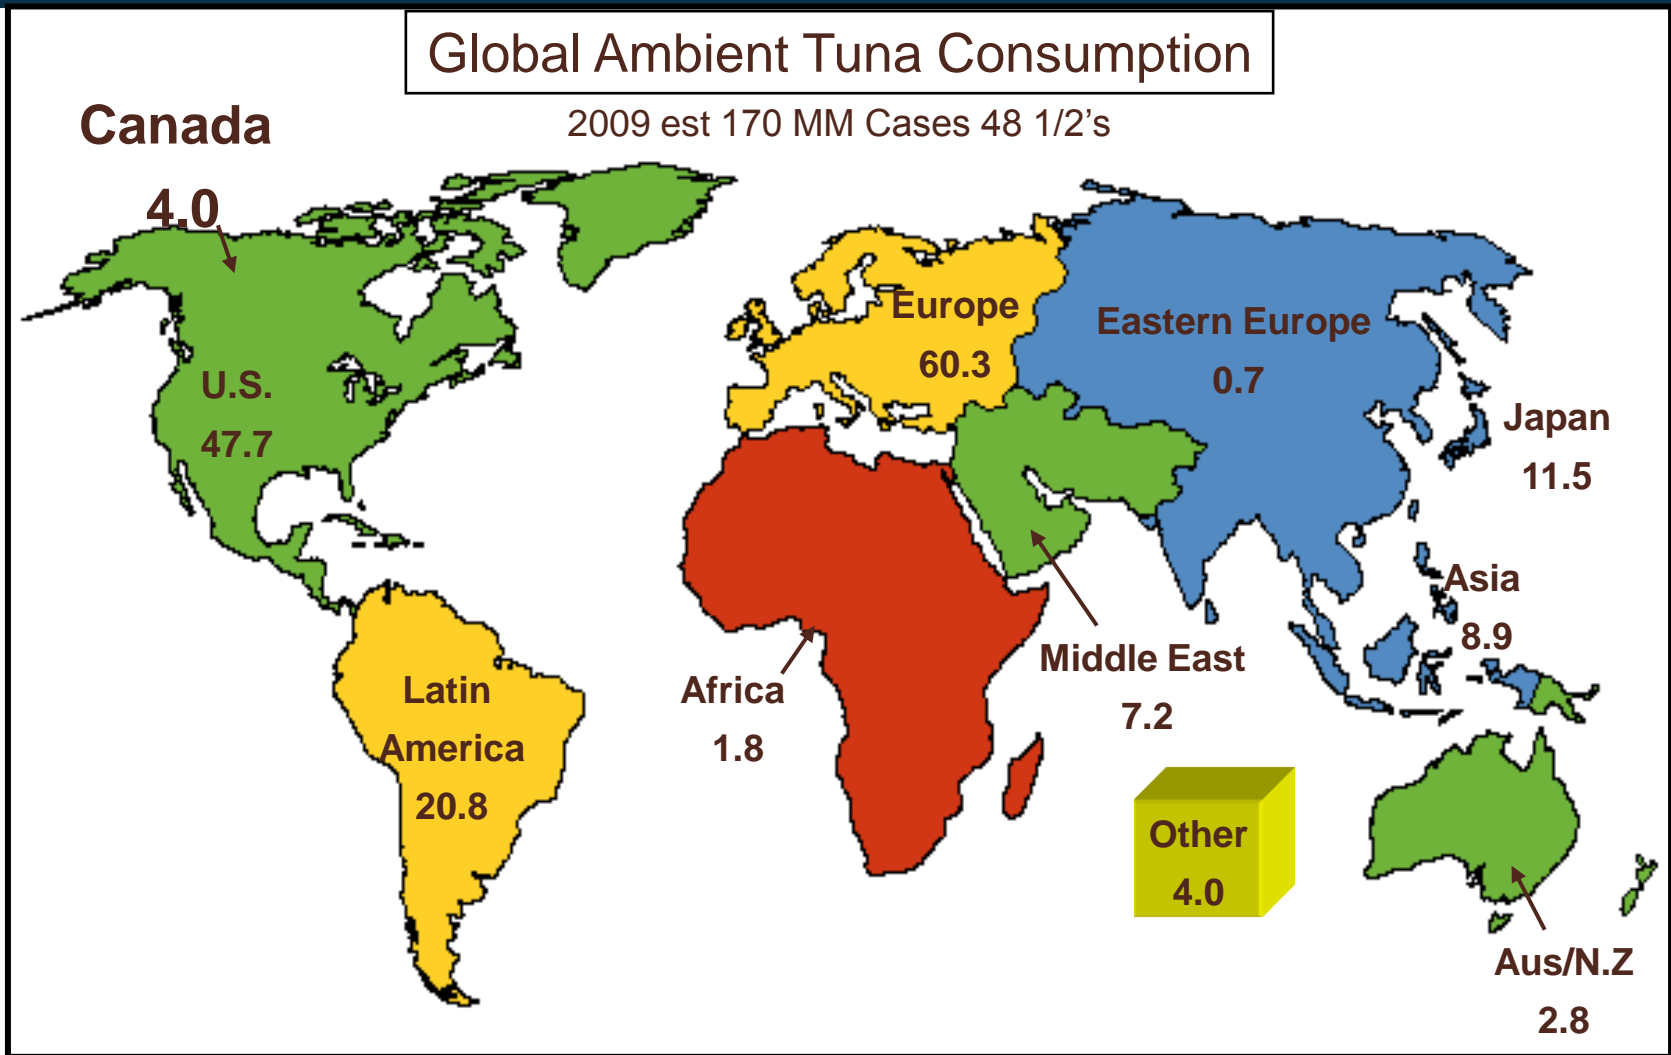 Global Ambient Tuna Consumption
2009 est 170 MM Cases 48 1/2’s
Canada
4.0
U.S.
47.7
Europe
60.3
Eastern Europe
0.7
Japan
11.5
Asia
8.9
Middle East
7.2
Africa
1.8
Latin
America
20.8
Other
4.0
Aus/N.Z
2.8